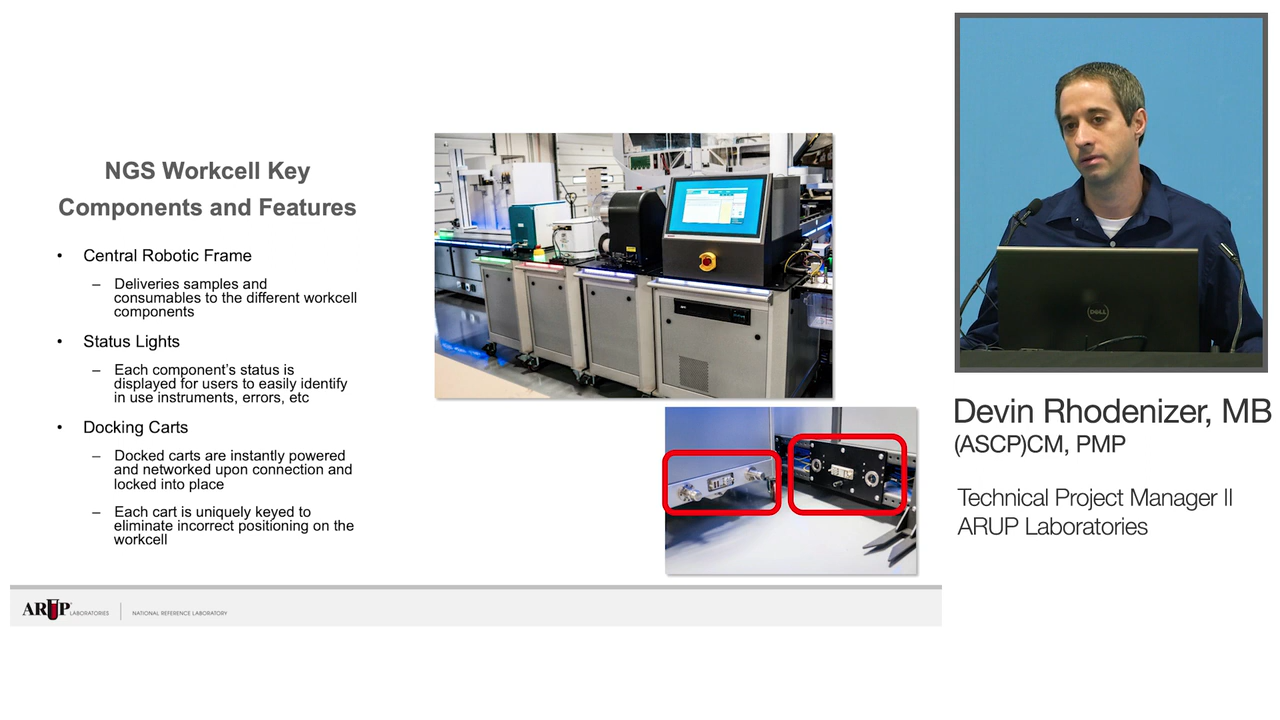 NGS Workcell Key
Components and Features
• Central Robotic Frame
– Deliveries samples and
consumables to the different workcell
components
• Status Lights
– Each component's status is
displayed for users to easily identify
in use instruments, errors, etc
• Docking Carts
– Docked carts are instantly powered
and networked upon connection and
locked into place
– Each cart is uniquely keyed to
eliminate incorrect positioning on the
workcell
ARUP LABORATORIES
NATIONAL REFERENCE LABORATORY
DELL
Devin Rhodenizer, MB
(ASCP)CM, PMP
Technical Project Manager II
ARUP Laboratories